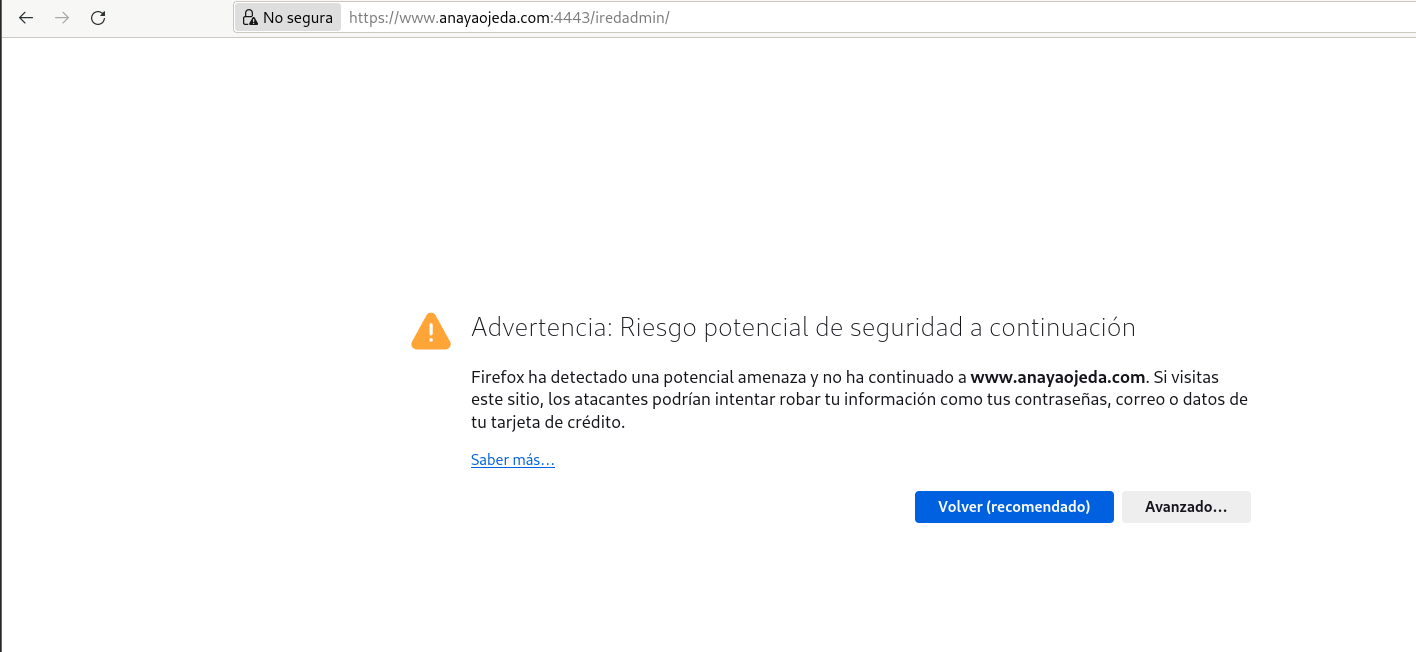 No segura https://www.anayaojeda.com:4443/iredadmin/
Advertencia: Riesgo potencial de seguridad a continuación
Firefox ha detectado una potencial amenaza y no ha continuado a www.anayaojeda.com. Si visitas
este sitio, los atacantes podrían intentar robar tu información como tus contraseñas, correo o datos de
tu tarjeta de crédito.
Saber más…
Volver (recomendado) Avanzado…